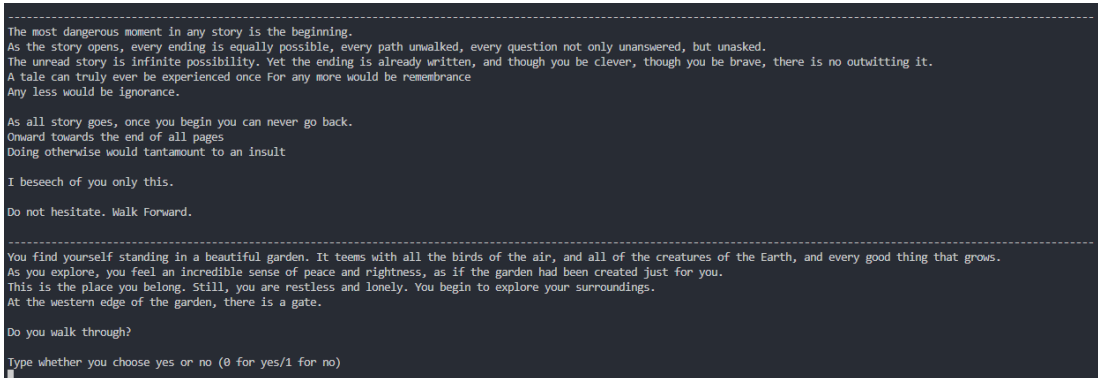 The most dangerous moment in any story is the beginning.
As the story opens, every ending is equally possible, every path unwalked, every question not only unanswered, but unasked.
The unread story is infinite possibility. Yet the ending is already written, and though you be clever, though you be brave, there is no outwitting it.
A tale can truly ever be experienced once For any more would be remembrance
Any less would be ignorance.
As all story goes, once you begin you can never go back.
Onward towards the end of all pages
Doing otherwise would tantamount to an insult
I beseech of you only this.
Do not hesitate. Walk Forward.
You find yourself standing in a beautiful garden. It teems with all the birds of the air, and all of the creatures of the Earth, and every good thing that grows.
As you explore, you feel an incredible sense of peace and rightness, as if the garden had been created just for you.
This is the place you belong. Still, you are restless and lonely. You begin to explore your surroundings.
At the western edge of the garden, there is a gate.
Do you walk through?
Type whether you choose yes or no (0 for yes/1 for no)